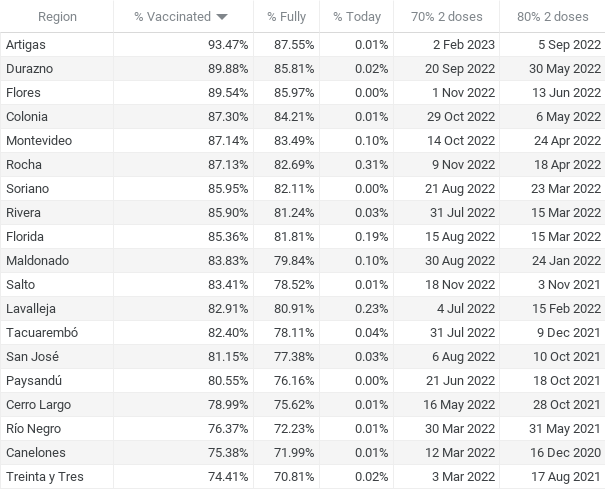 Region % Vaccinated % Fully % Today 70% 2 doses 80% 2 doses
Artigas 93.47% 87.55% 0.01% 2 Feb 2023 5 Sep 2022
Durazno 89.88% 85.81% 0.02% 20 Sep 2022 30 May 2022
Flores 89.54% 85.97% 0.00% 1 Nov 2022 13 Jun 2022
Colonia 87.30% 84.21% 0.01% 29 Oct 2022 6 May 2022
Montevideo 87.14% 83.49% 0.10% 14 Oct 2022 24 Apr 2022
Rocha 87.13% 82.69% 0.31% 9 Nov 2022 18 Apr 2022
Soriano 85.95% 82.11% 0.00% 21 Aug 2022 23 Mar 2022
Rivera 85.90% 81.24% 0.03% 31 Jul 2022 15 Mar 2022
Florida 85.36% 81.81% 0.19% 15 Aug 2022 15 Mar 2022
Maldonado 83.83% 79.84% 0.10% 30 Aug 2022 24 Jan 2022
Salto 83.41% 78.52% 0.01% 18 Nov 2022 3 Nov 2021
Lavalleja 82.91% 80.91% 0.23% 4 Jul 2022 15 Feb 2022
Tacuarembó 82.40% 78.11% 0.04% 31 Jul 2022 9 Dec 2021
San José 81.15% 77.38% 0.03% 6 Aug 2022 10 Oct 2021
Paysandú 80.55% 76.16% 0.00% 21 Jun 2022 18 Oct 2021
Cerro Largo 78.99% 75.62% 0.01% 16 May 2022 28 Oct 2021
Río Negro 76.37% 72.23% 0.01% 30 Mar 2022 31 May 2021
Canelones 75.38% 71.99% 0.01% 12 Mar 2022 16 Dec 2020
Treinta y Tres 74.41% 70.81% 0.02% 3 Mar 2022 17 Aug 2021